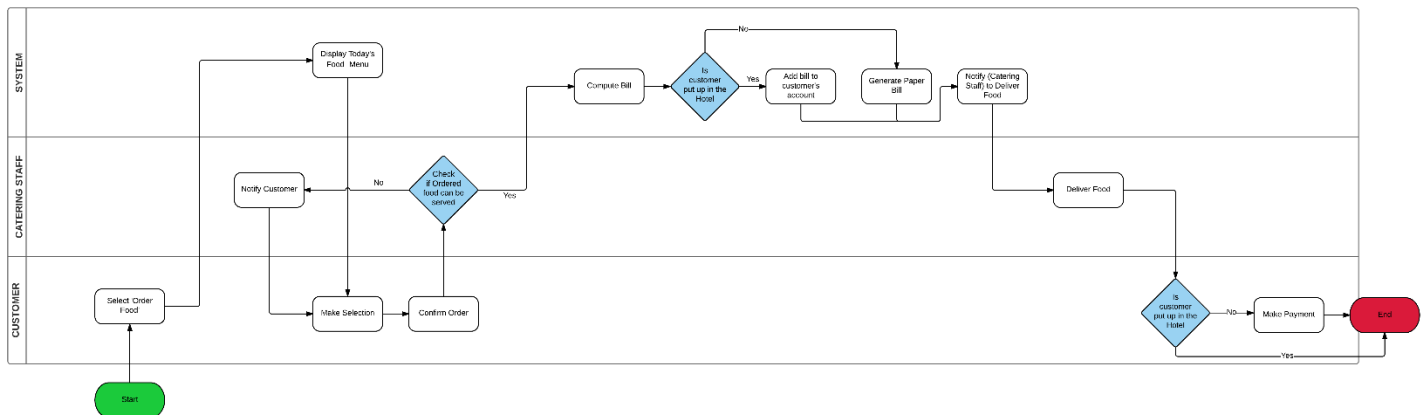 SYSTEM
Display Today's
Food Menu
Compute Bill
Is
customer
put up in the
Hotel
No
Yes
Add bill to
customer's
account
Generate Paper
Bill
Notify (Catering
Staff) to Deliver
Food
CATERING STAFF
Notify Customer
No
Check
if Ordered
food can be
served
Yes
Deliver Food
CUSTOMER
Select 'Order
Food'
Make Selection
Confirm Order
Is
customer
put up in the
Hotel
No
Make Payment
End
Yes
Start